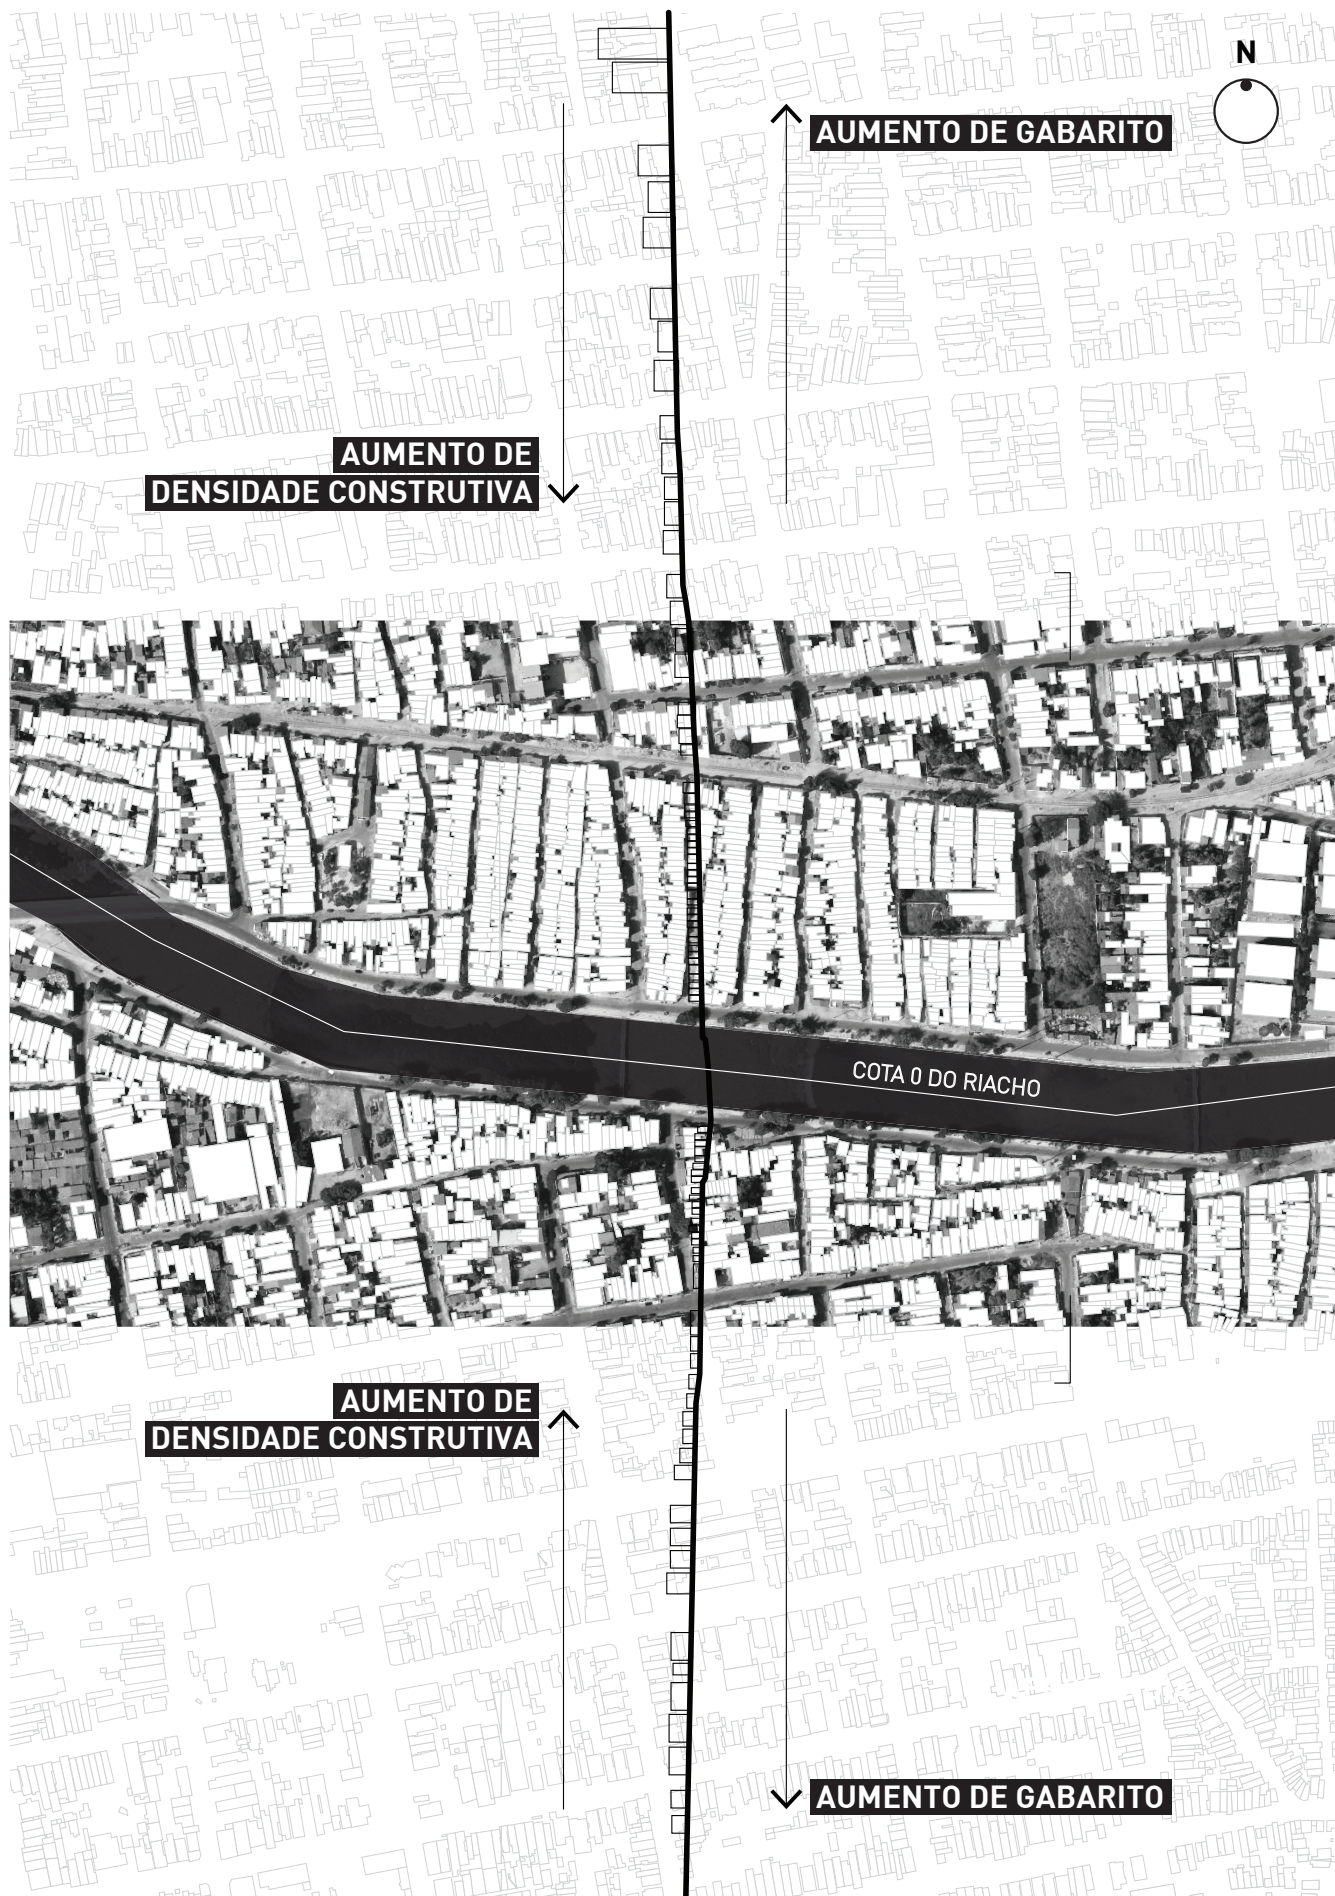 N
AUMENTO DE GABARITO
AUMENTO DE
DENSIDADE CONSTRUTIVA
COTA 0 DO RIACHO
AUMENTO DE
DENSIDADE CONSTRUTIVA
AUMENTO DE GABARITO